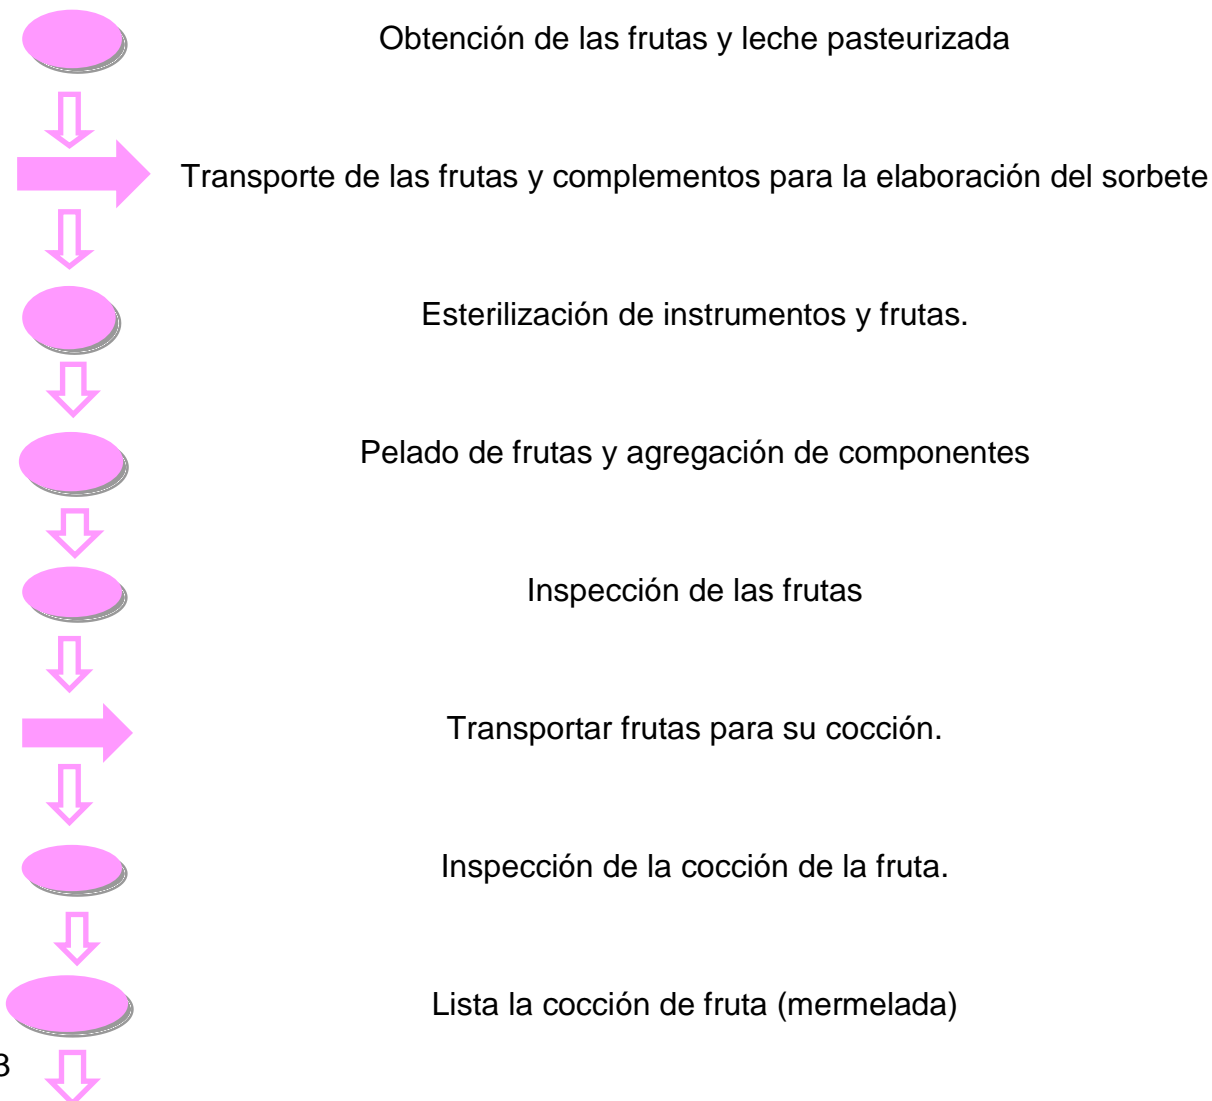 Obtención de las frutas y leche pasteurizada
Transporte de las frutas y complementos para la elaboración del sorbete
Esterilización de instrumentos y frutas.
Pelado de frutas y agregación de componentes
Inspección de las frutas
Transportar frutas para su cocción.
Inspección de la cocción de la fruta.
Lista la cocción de fruta (mermelada)